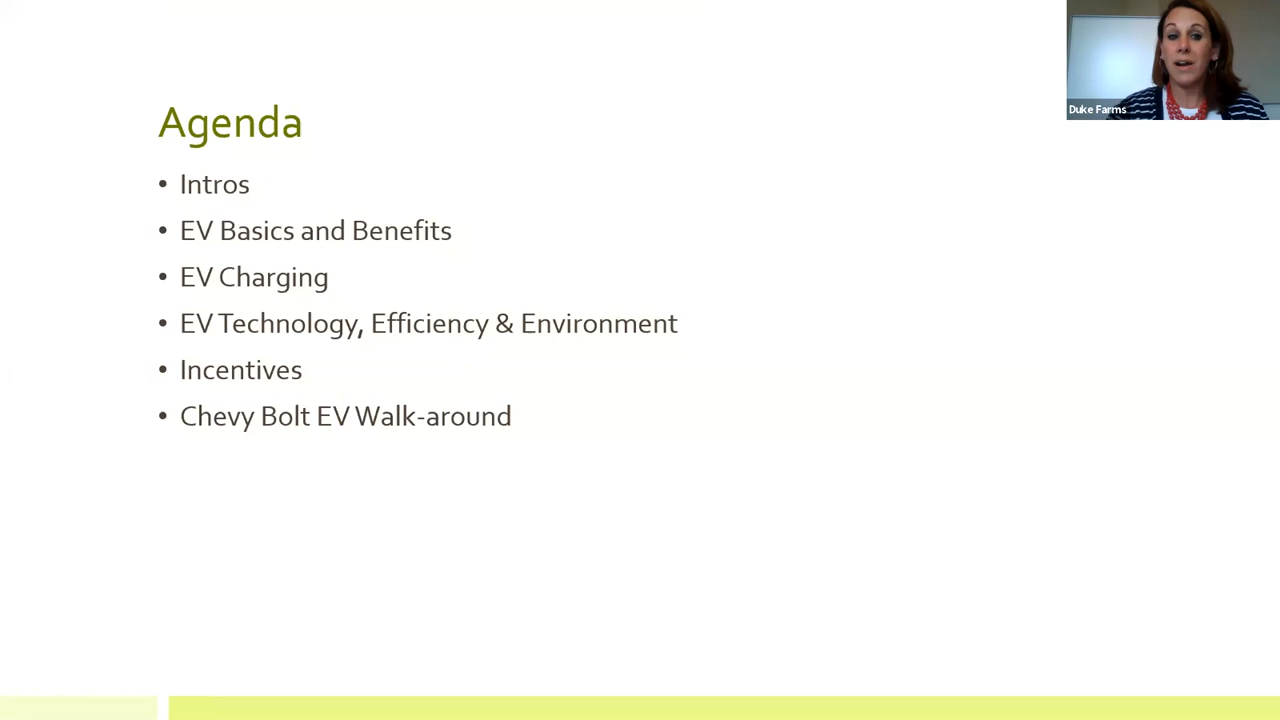 Agenda
• Intros
• EV Basics and Benefits
• EV Charging
• EV Technology, Efficiency & Environment
• Incentives
• Chevy Bolt EV Walk-around
Duke Farms